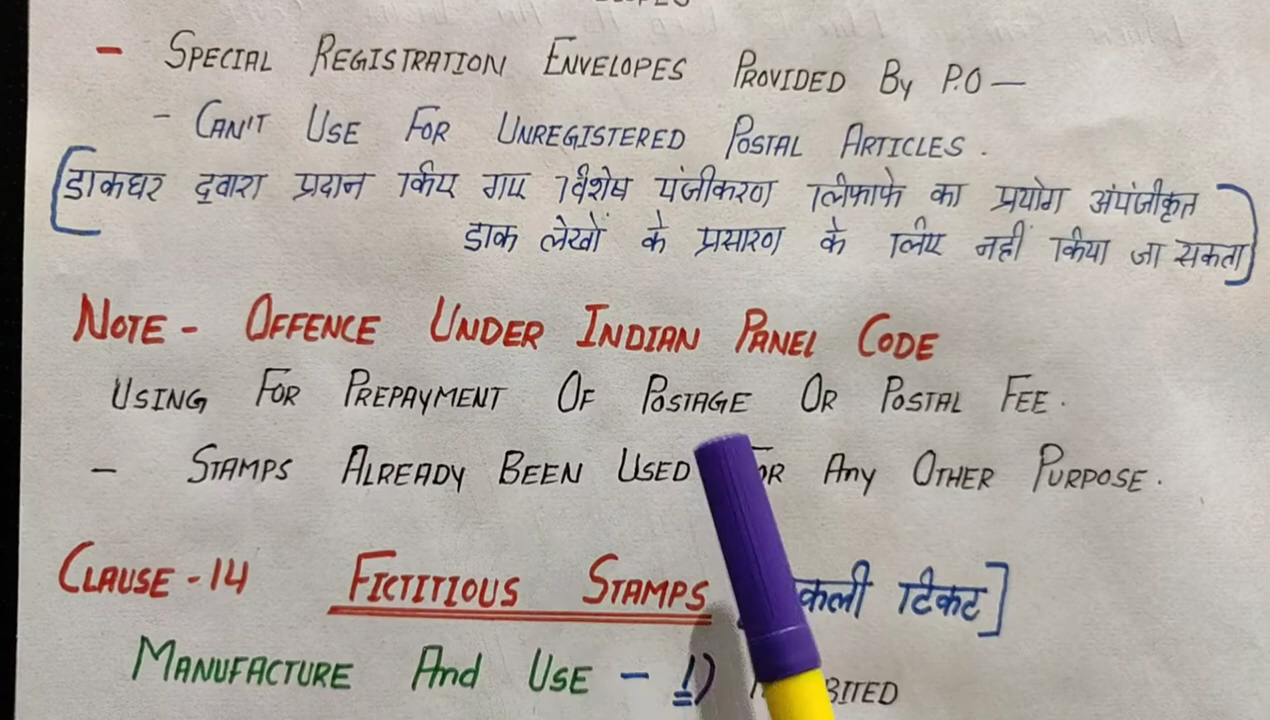 - SPECIAL REGISTRATION ENVELOPES PROVIDED By P.O —
- CAN'T USE FOR UNREGISTERED POSTAL ARTICLES.
[डाकघर द्वारा प्रदान किए गए विशेष पंजीकरण लिफाफे का प्रयोग अंपंजीकृत
डाक लेखों के प्रसारण के लिए नहीं किया जा सकता]
NOTE - OFFENCE UNDER INDIAN PANEL CODE
USING FOR PREPAYMENT OF POSTAGE OR POSTAL FEE.
- STAMPS ALREADY BEEN USED Any OTHER PURPOSE.
CLAUSE - 14 FICTITIOUS STAMPS टिकट]
MANUFACTURE And USE - 1)